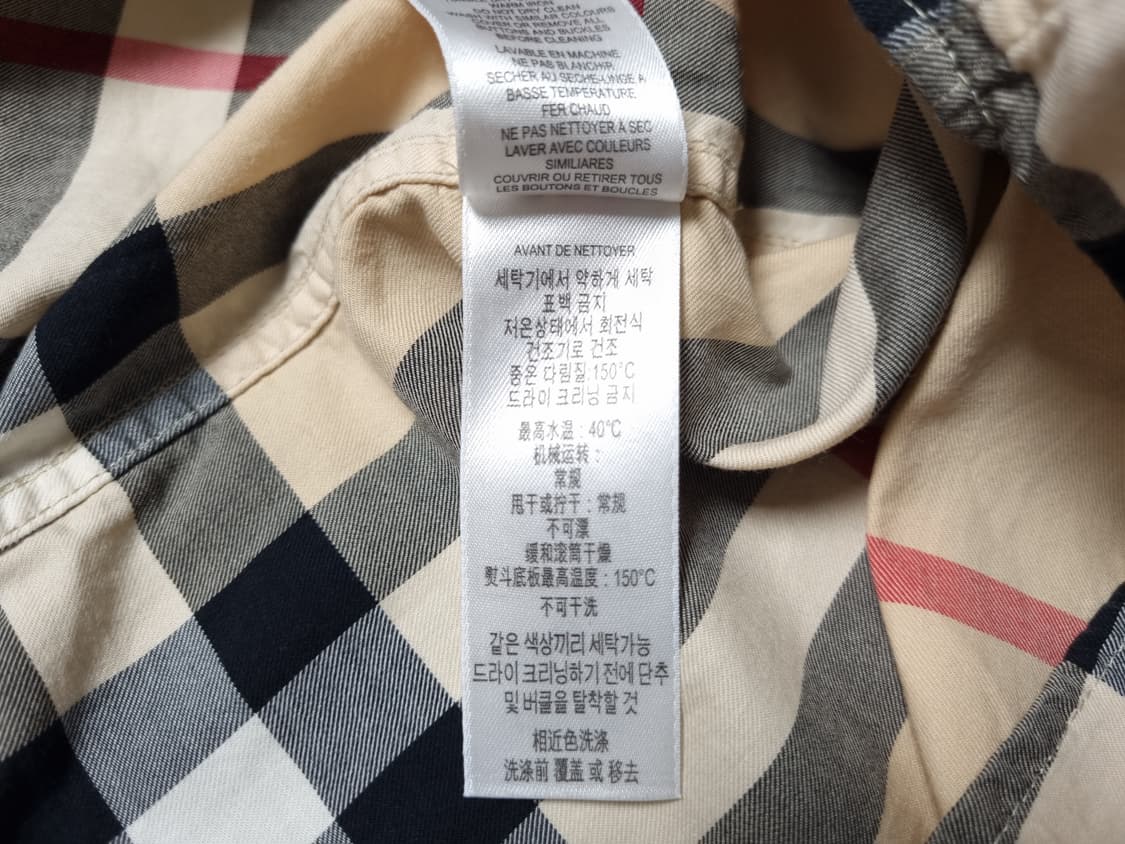 WARM IRON
DO NOT DRY CLEAN
WASH WITH SIMILAR COLOURS
COVER OR REMOVE ALL
BUTTONS AND BUCKLES
BEFORE CLEANING
LAVABLE EN MACHINE
NE PAS BLANCHIR
SECHER AU SECHE-LINGE A
BASSE TEMPERATURE
FER CHAUD
NE PAS NETTOYER A SEC
LAVER AVEC COULEURS
SIMILIARES
COUVRIR OU RETIRER TOUS
LES BOUTONS ET BOUCLES
AVANT DE NETTOYER
세탁기에서 약하게 세탁
표백 금지
저온상태에서 회전식
건조기로 건조
중온 다림질:150°C
드라이 크리닝 금지
最高水温：40°C
机械运转：
常规
甩干或拧干：常规
不可漂
缓和滚筒干燥
熨斗底板最高温度：150°C
不可干洗
같은 색상끼리 세탁가능
드라이 크리닝하기 전에 단추
및 버클을 탈착할 것
相近色洗涤
洗涤前 覆盖 或 移去